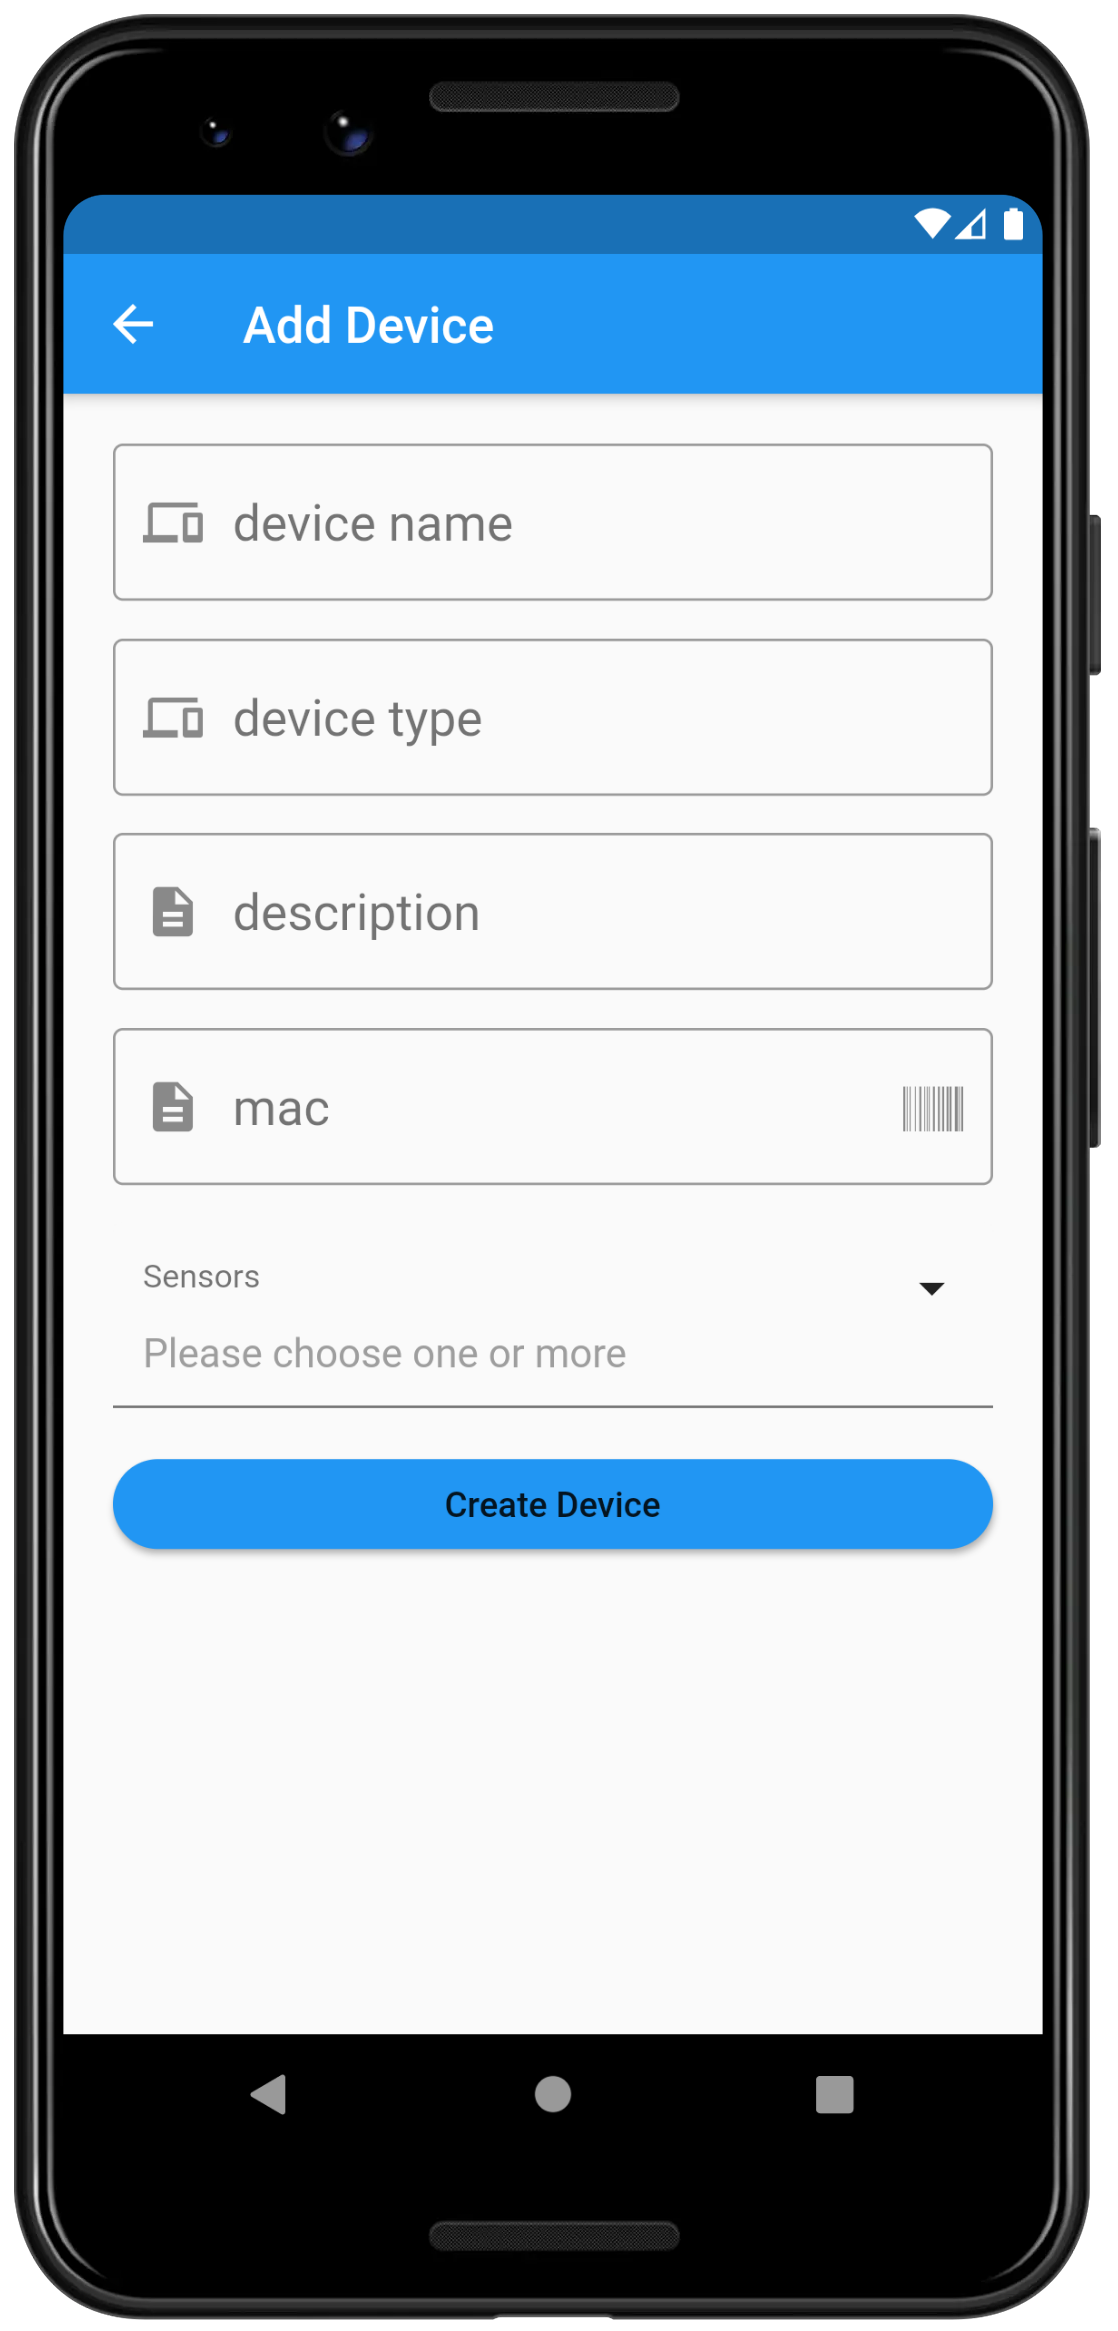 Add Device
device name
device type
description
mac
Sensors
Please choose one or more
Create Device